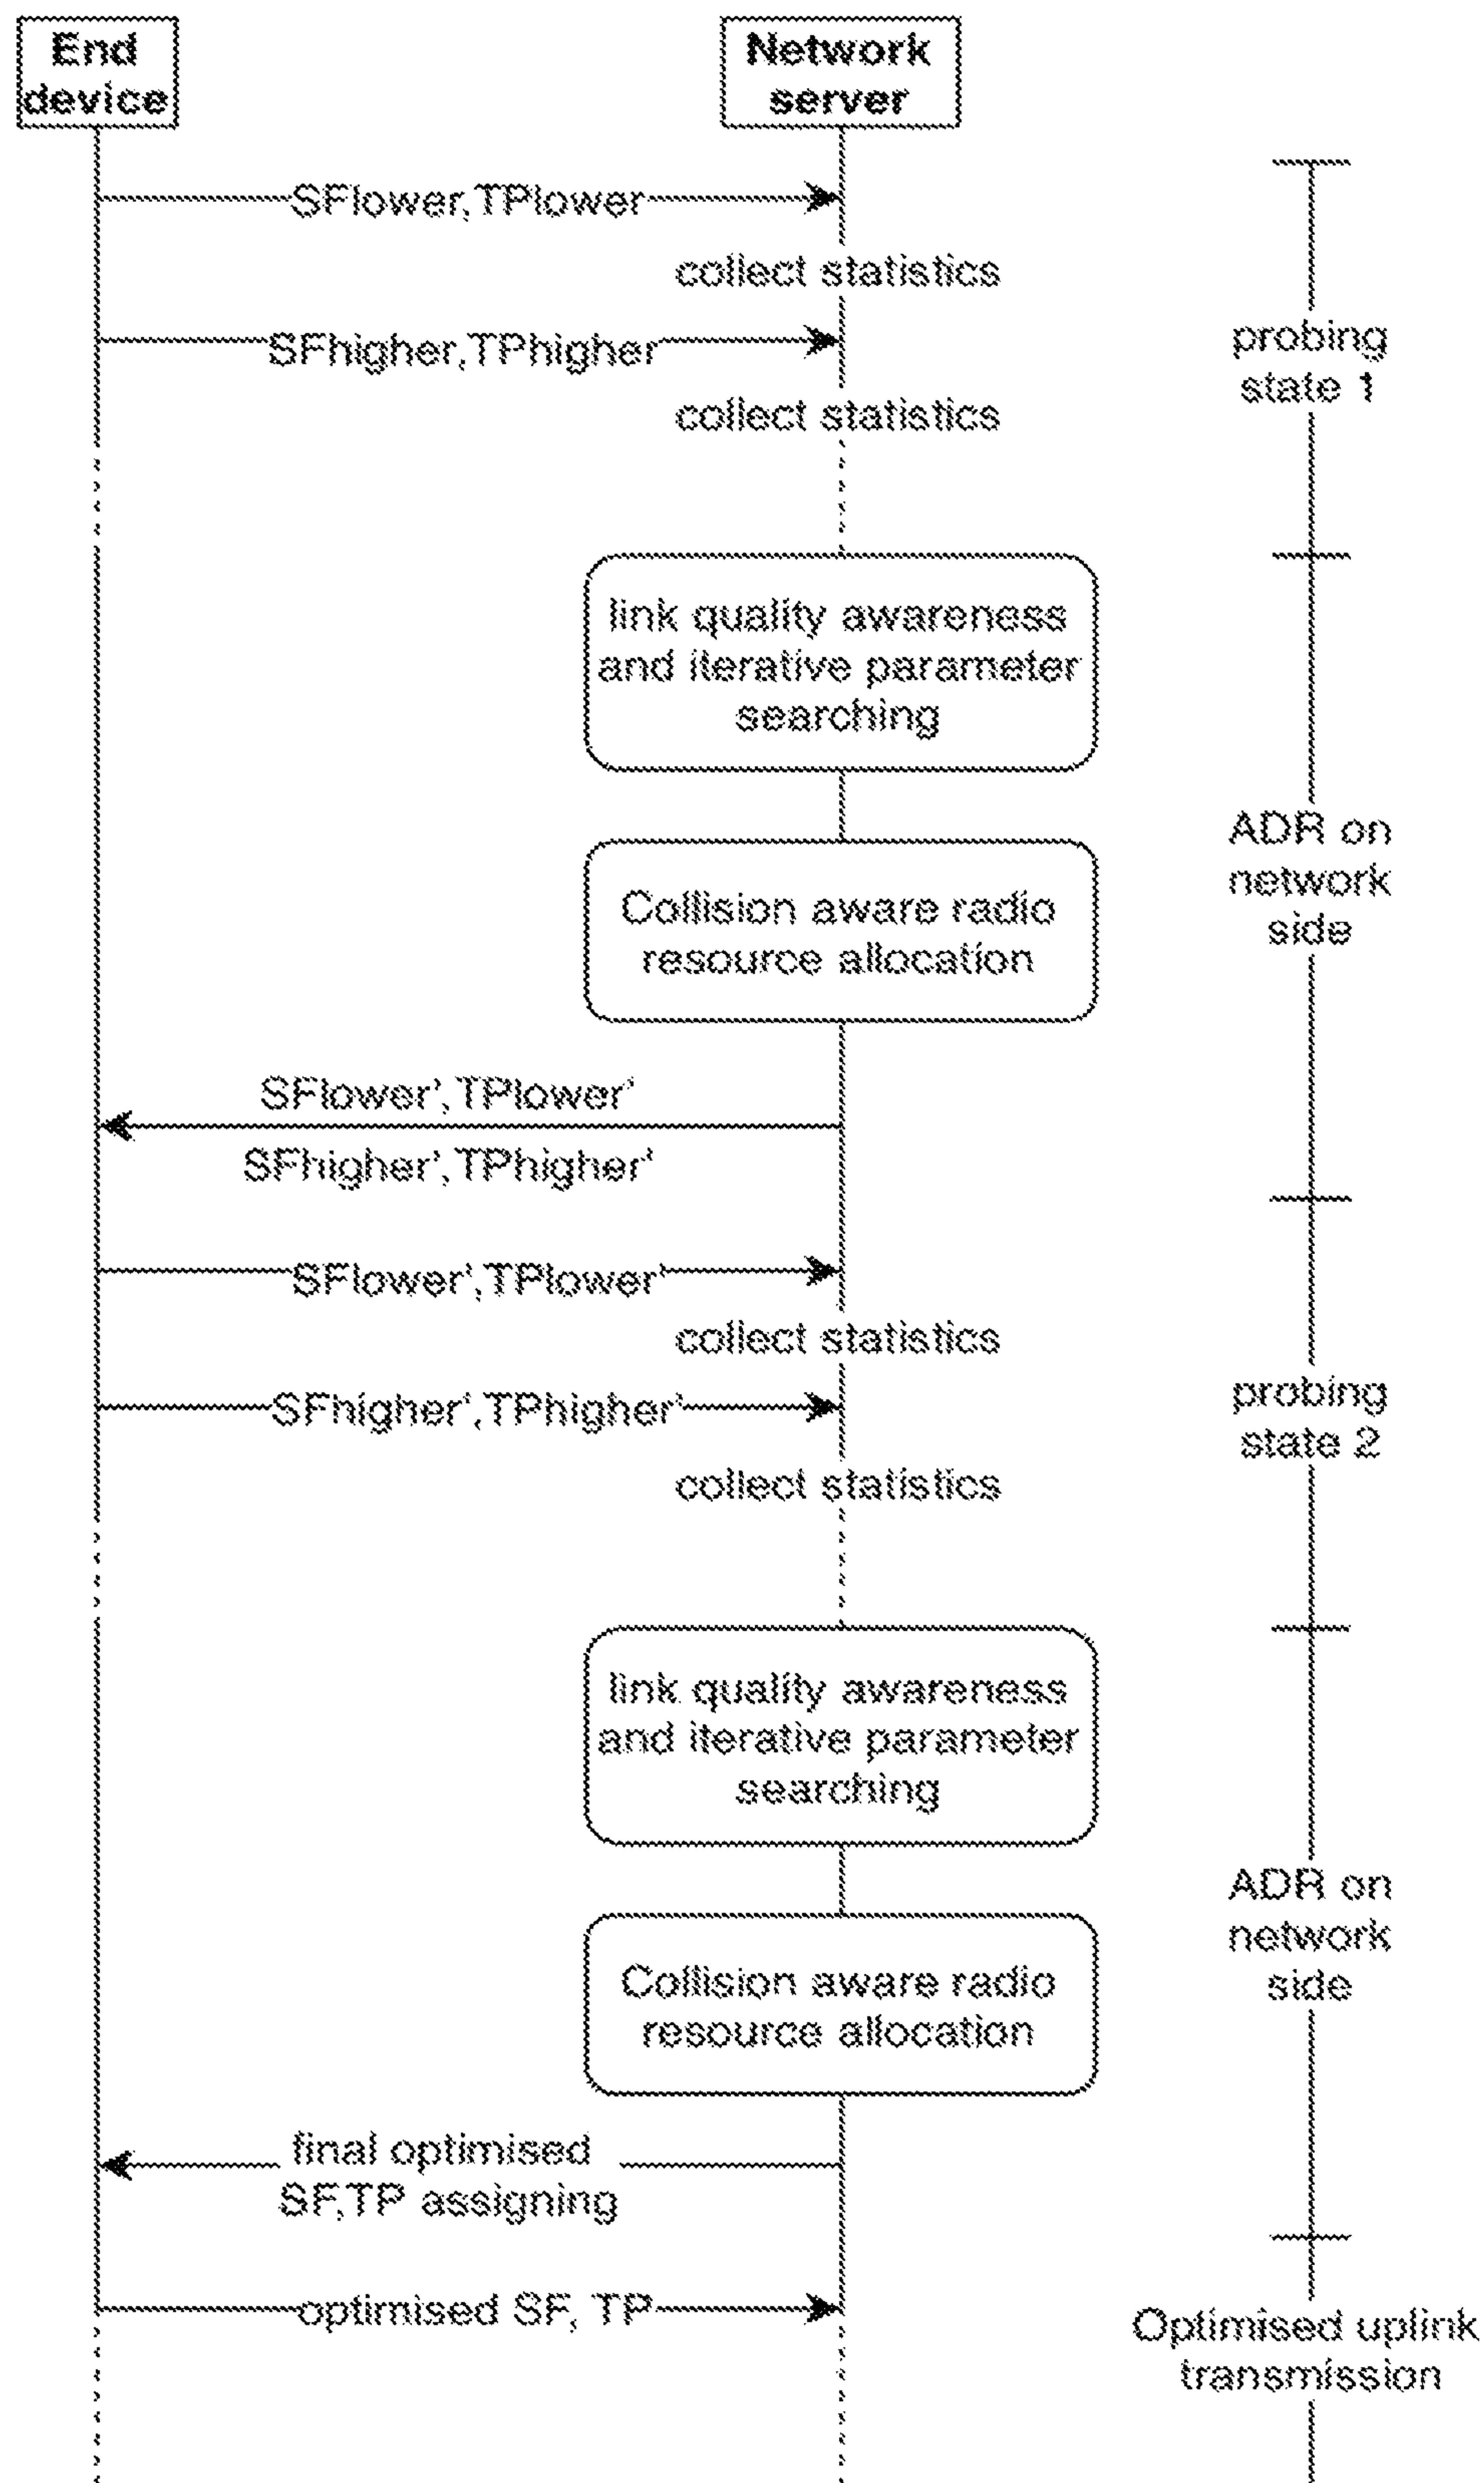 End
device
Network
server
SFlower,TPlower
collect statistics
SFhigher,TPhigher
probing
state 1
collect statistics
link quality awareness
and iterative parameter
searching
ADR on
network
side
Collision aware radio
resource allocation
SFlower',TPlower'
SFhigher',TPhigher'
SFlower',TPlower'
collect statistics
SFhigher',TPhigher'
probing
state 2
collect statistics
link quality awareness
and iterative parameter
searching
ADR on
network
side
Collision aware radio
resource allocation
final optimised
SF,TP assigning
optimised SF, TP
Optimised uplink
transmission